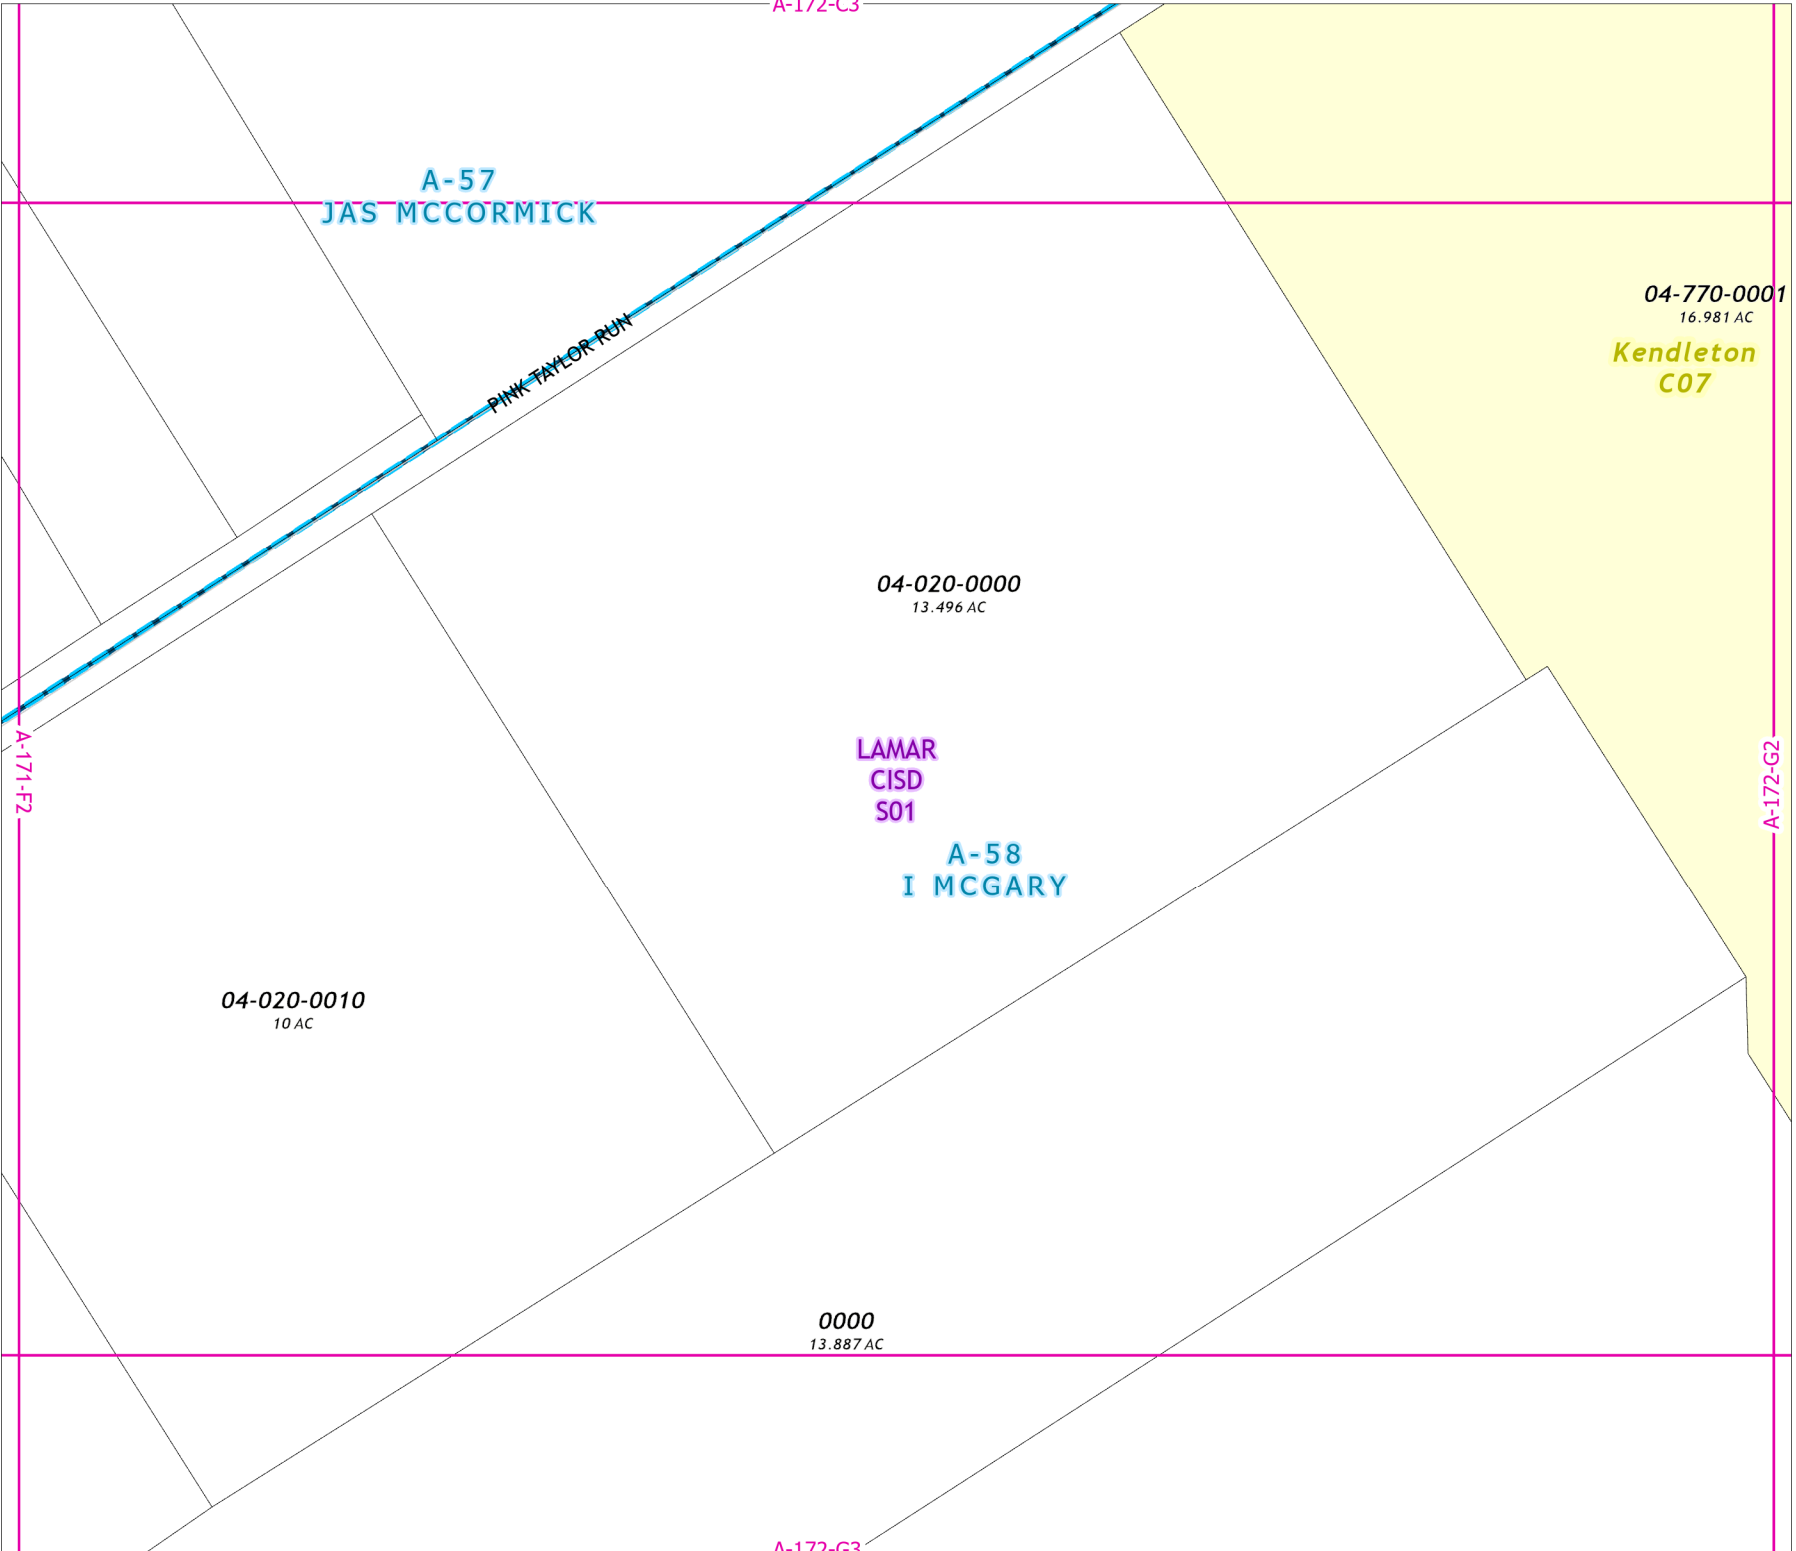 A-172-C3
A-57
JAS MCCORMICK
04-770-0001
16.981 AC
Kendleton
C07
PINK TAYLOR RUN
04-020-0000
13.496 AC
A-171-F2
LAMAR
CISD
S01
A-172-G2
A-58
I MCGARY
04-020-0010
10 AC
0000
13.887 AC
A-172-G3